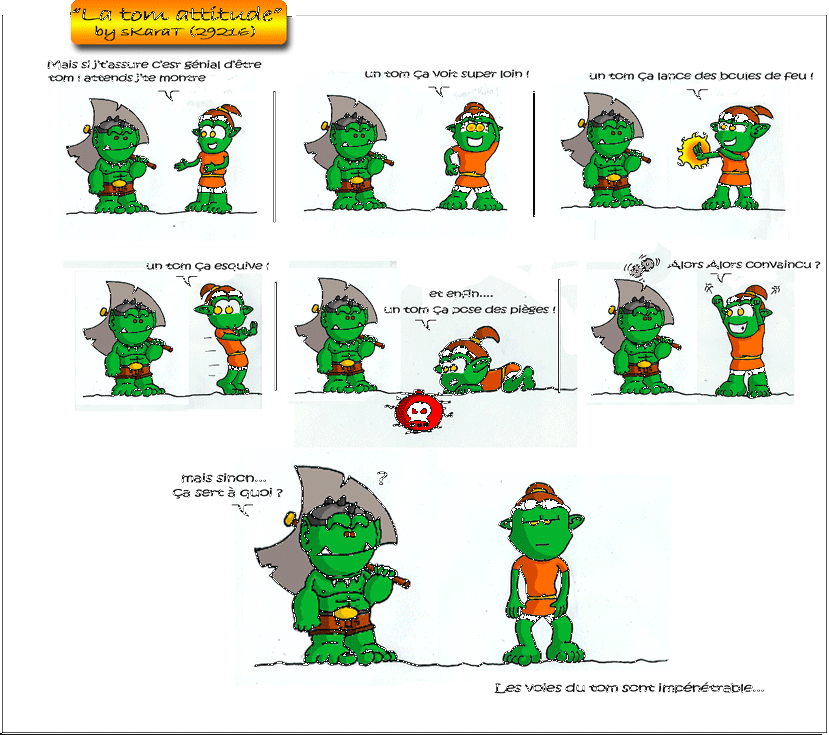 "La tom attitude"
by sKaraT (29216)
Mais si j't'assure c'est génial d'être
tom ! attends j'te montre
un tom ça voit super loin !
un tom ça lance des boules de feu !
un tom ça esquive !
et enfin....
un tom ça pose des pièges !
Alors Alors convaincu ?
mais sinon....
ça sert à quoi ?
?
Les voies du tom sont impénétrable...